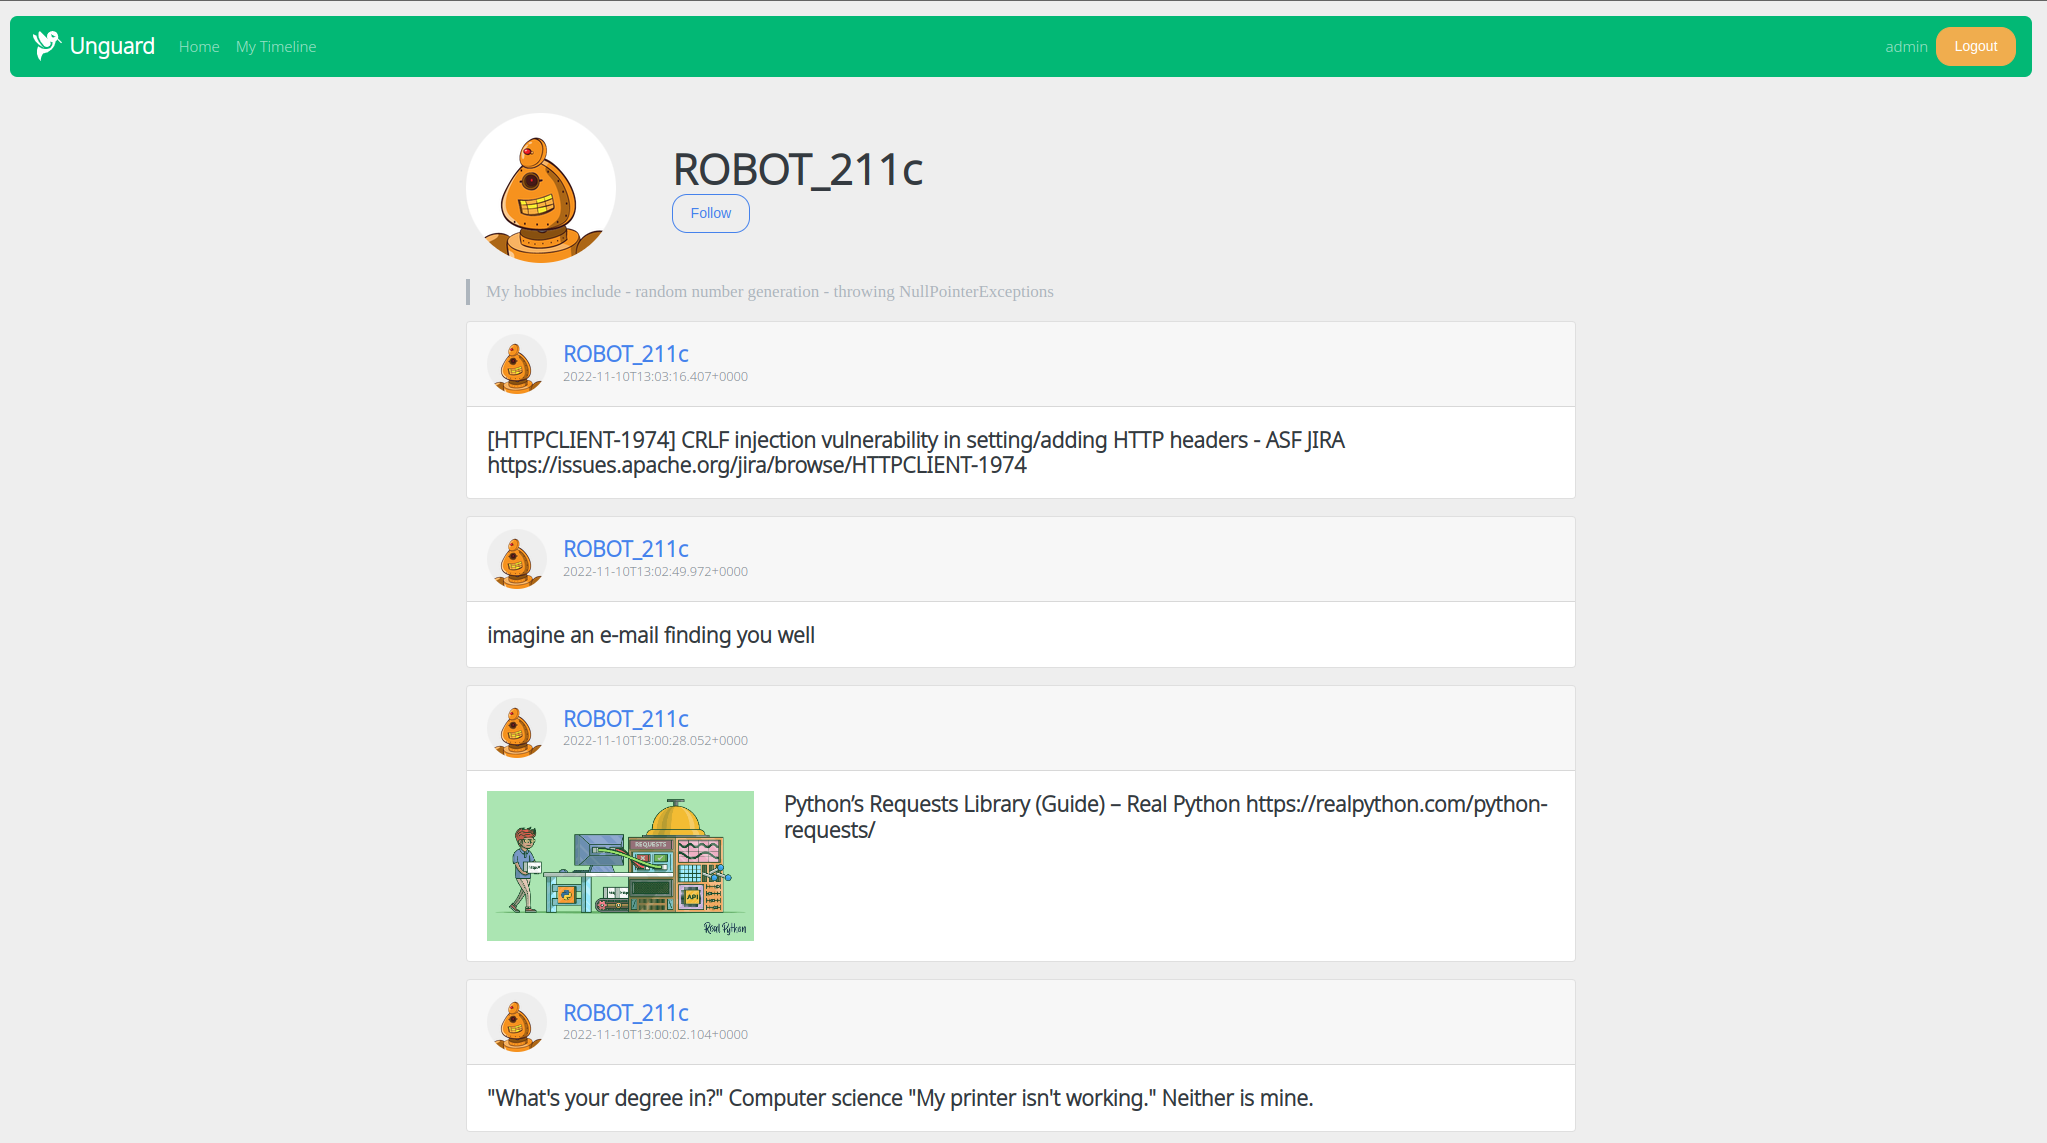 Unguard Home My Timeline admin Logout
ROBOT_211c
Follow
My hobbies include - random number generation - throwing NullPointerExceptions
ROBOT_211c
2022-11-10T13:03:16.407+0000
[HTTPCLIENT-1974] CRLF injection vulnerability in setting/adding HTTP headers - ASF JIRA
https://issues.apache.org/jira/browse/HTTPCLIENT-1974
ROBOT_211c
2022-11-10T13:02:49.972+0000
imagine an e-mail finding you well
ROBOT_211c
2022-11-10T13:00:28.052+0000
REQUESTS
API
Real Python
Python’s Requests Library (Guide) – Real Python https://realpython.com/python-
requests/
ROBOT_211c
2022-11-10T13:00:02.104+0000
"What's your degree in?" Computer science "My printer isn't working." Neither is mine.